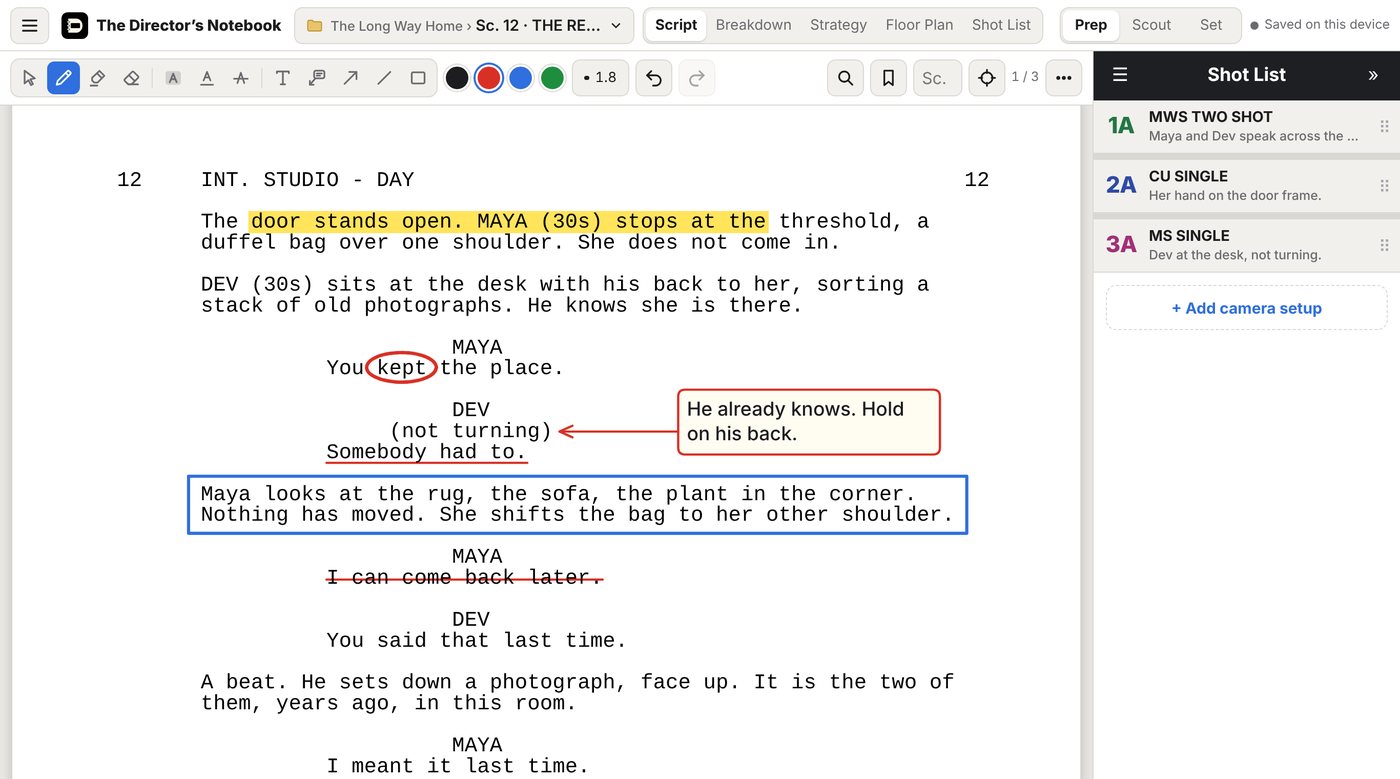 The Director's Notebook
The Long Way Home › Sc. 12 · THE RE...
Script
Breakdown
Strategy
Floor Plan
Shot List
Prep
Scout
Set
Saved on this device
A
A
A
T
1.8
Sc.
1 / 3
Shot List
»
12 INT. STUDIO - DAY 12
The door stands open. MAYA (30s) stops at the threshold, a
duffel bag over one shoulder. She does not come in.
DEV (30s) sits at the desk with his back to her, sorting a
stack of old photographs. He knows she is there.
MAYA
You kept the place.
DEV
(not turning)
Somebody had to.
He already knows. Hold
on his back.
Maya looks at the rug, the sofa, the plant in the corner.
Nothing has moved. She shifts the bag to her other shoulder.
MAYA
I can come back later.
DEV
You said that last time.
A beat. He sets down a photograph, face up. It is the two of
them, years ago, in this room.
MAYA
I meant it last time.
1A
MWS TWO SHOT
Maya and Dev speak across the ...
2A
CU SINGLE
Her hand on the door frame.
3A
MS SINGLE
Dev at the desk, not turning.
+ Add camera setup